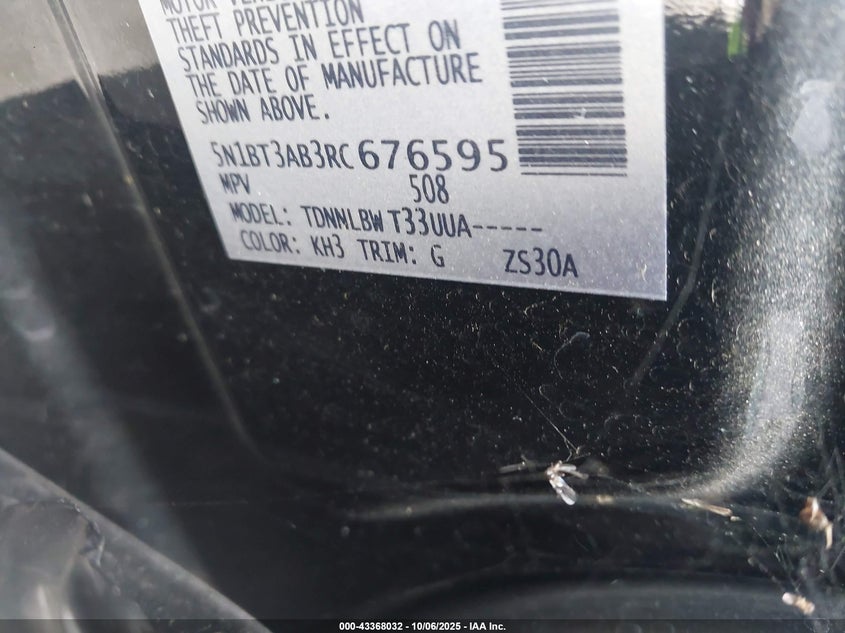 THEFT PREVENTION
STANDARDS IN EFFECT ON
THE DATE OF MANUFACTURE
SHOWN ABOVE.
5N1BT3AB3RC676595
MPV 508
MODEL: TDNNLBW T33UUA-----
COLOR: KH3 TRIM: G ZS30A
000-43368032 - 10/06/2025 - IAA Inc.